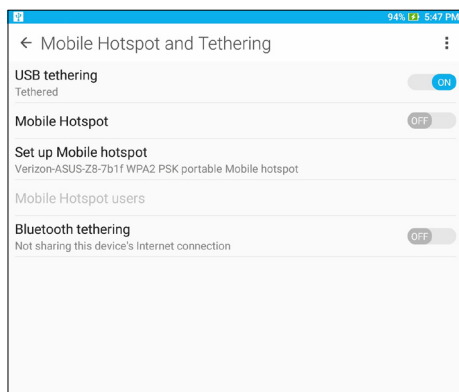 94% 5:47 PM
Mobile Hotspot and Tethering
USB tethering
ON
Tethered
Mobile Hotspot
OFF
Set up Mobile hotspot
Verizon-ASUS-Z8-7b1f WPA2 PSK portable Mobile hotspot
Mobile Hotspot users
Bluetooth tethering
OFF
Not sharing this device's Internet connection